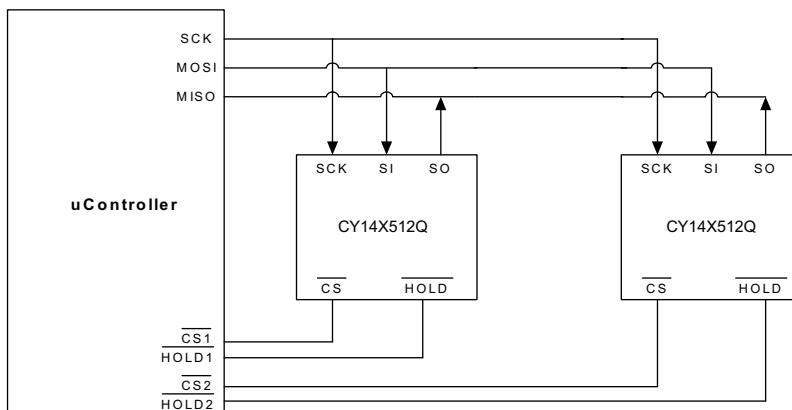 SCK
MOSI
MISO
SCK SI SO
SCK SI SO
uController
CY14X512Q
CY14X512Q
CS HOLD
CS HOLD
CS1
HOLD1
CS2
HOLD2